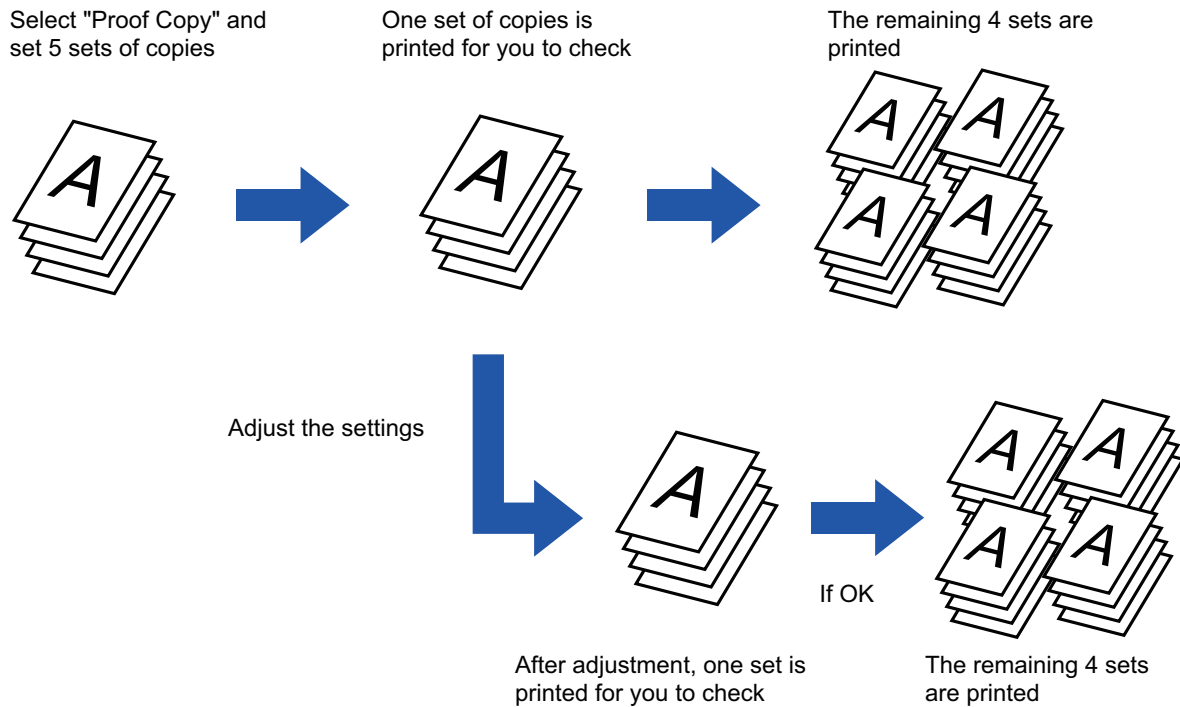 Select "Proof Copy" and
set 5 sets of copies
One set of copies is
printed for you to check
The remaining 4 sets are
printed
A
A
A
A
A
A
Adjust the settings
A
If OK
A
A
A
A
After adjustment, one set is
printed for you to check
The remaining 4 sets
are printed